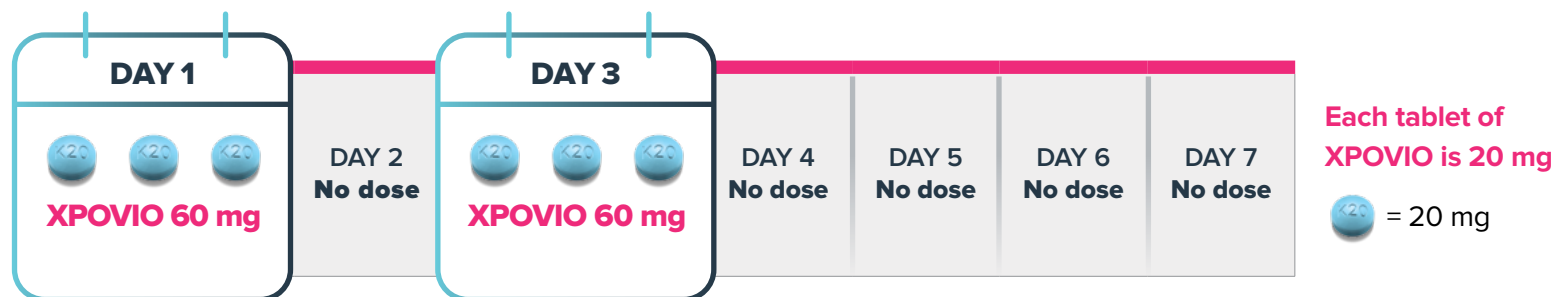 DAY 1
K20 K20 K20
XPOVIO 60 mg
DAY 2
No dose
DAY 3
K20 K20 K20
XPOVIO 60 mg
DAY 4
No dose
DAY 5
No dose
DAY 6
No dose
DAY 7
No dose
Each tablet of
XPOVIO is 20 mg
K20 = 20 mg